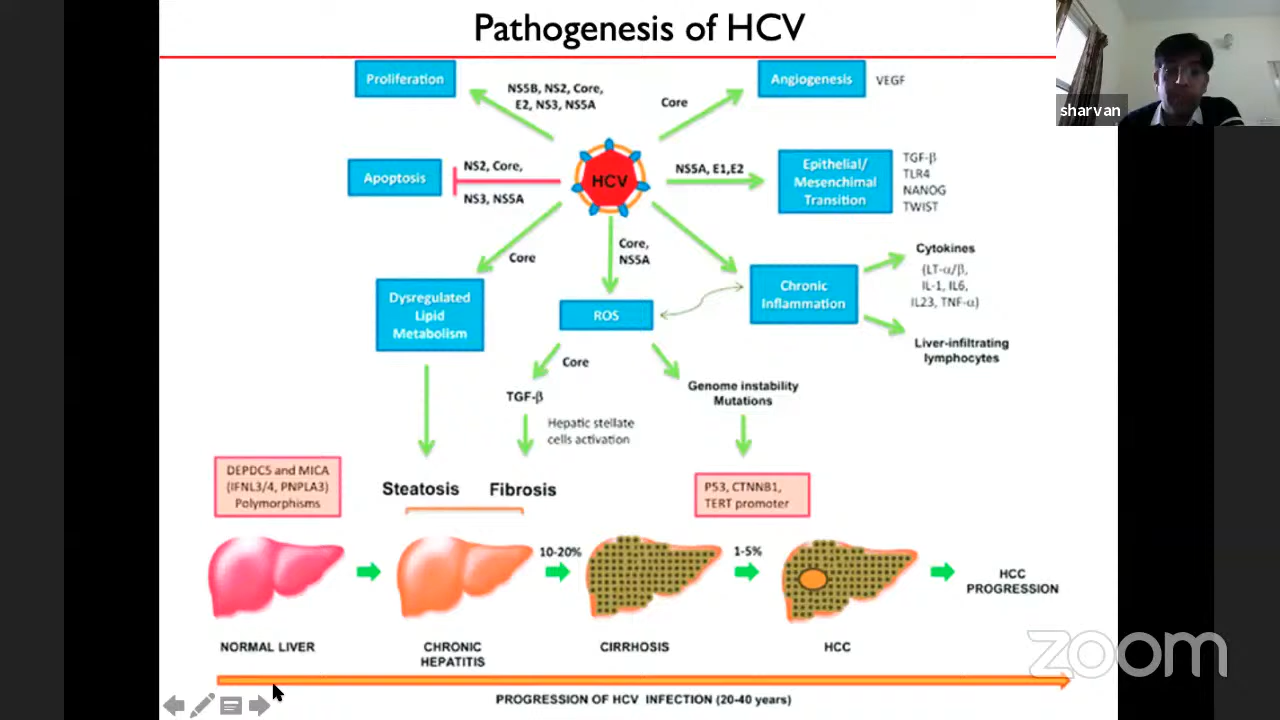 Pathogenesis of HCV
sharvan
Proliferation
NS5B, NS2, Core,
E2, NS3, NS5A
Core
Angiogenesis
VEGF
Apoptosis
NS2, Core,
NS3, NS5A
HCV
NS5A, E1,E2
Epithelial/
Mesenchimal
Transition
TGF-β
TLR4
NANOG
TWIST
Core
Core,
NS5A
Dysregulated
Lipid
Metabolism
ROS
Chronic
Inflammation
Cytokines
(LT-α/β,
IL-1, IL6,
IL23, TNF-α)
Liver-infiltrating
lymphocytes
Core
TGF-β
Hepatic stellate
cells activation
Genome instability
Mutations
DEPDC5 and MICA
(IFNL3/4, PNPLA3)
Polymorphisms
Steatosis
Fibrosis
P53, CTNNB1,
TERT promoter
10-20%
1-5%
HCC
PROGRESSION
NORMAL LIVER
CHRONIC
HEPATITIS
CIRRHOSIS
HCC
zoom
PROGRESSION OF HCV INFECTION (20-40 years)